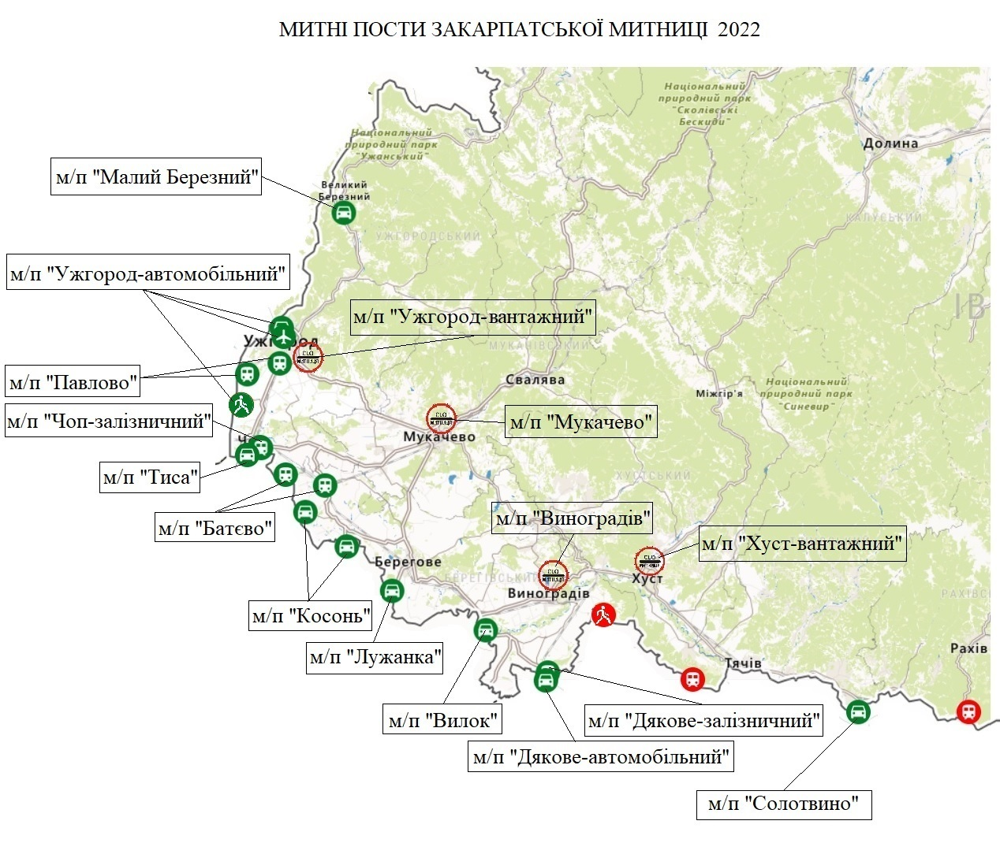 МИТНІ ПОСТИ ЗАКАРПАТСЬКОЇ МИТНИЦІ 2022
Національний
природний парк
"Сколівські
Бескиди"
Національний
природний парк
"Ужанський"
Долина
м/п "Малий Березний"
Великий
Березний
КАЛУСЬКИЙ
УЖГОРОДСЬКИЙ
м/п "Ужгород-автомобільний"
ІВ
м/п "Ужгород-вантажний"
Ужгород
МУКАЧІВСЬКИЙ
м/п "Павлово"
Свалява
Національний
природний парк
"Синевир"
Міжгір'я
м/п "Чоп-залізничний"
м/п "Мукачево"
Мукачево
м/п "Тиса"
ХУСТСЬКИЙ
м/п "Батєво"
м/п "Виноградів"
м/п "Хуст-вантажний"
Берегове
БЕРЕГІВСЬКИЙ
Хуст
Виноградів
РАХІВС
м/п "Косонь"
м/п "Лужанка"
Рахів
Тячів
м/п "Вилок"
м/п "Дякове-залізничний"
м/п "Дякове-автомобільний"
м/п "Солотвино"